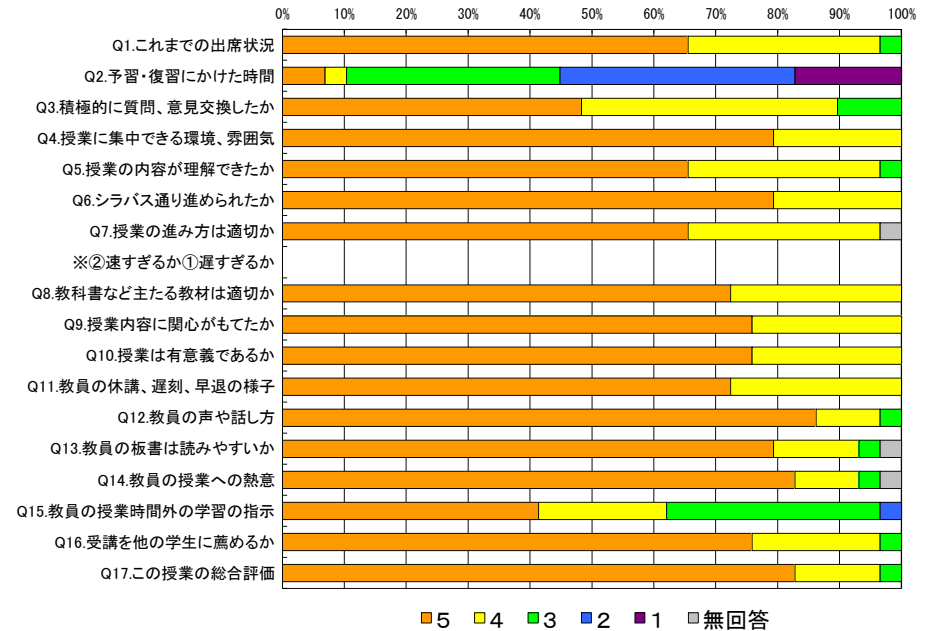 0% 10% 20% 30% 40% 50% 60% 70% 80% 90% 100%
Q1.これまでの出席状況
Q2.予習・復習にかけた時間
Q3.積極的に質問、意見交換したか
Q4.授業に集中できる環境、雰囲気
Q5.授業の内容が理解できたか
Q6.シラバス通り進められたか
Q7.授業の進み方は適切か
※②速すぎるか①遅すぎるか
Q8.教科書など主たる教材は適切か
Q9.授業内容に関心がもてたか
Q10.授業は有意義であるか
Q11.教員の休講、遅刻、早退の様子
Q12.教員の声や話し方
Q13.教員の板書は読みやすいか
Q14.教員の授業への熱意
Q15.教員の授業時間外の学習の指示
Q16.受講を他の学生に薦めるか
Q17.この授業の総合評価
5 4 3 2 1 無回答